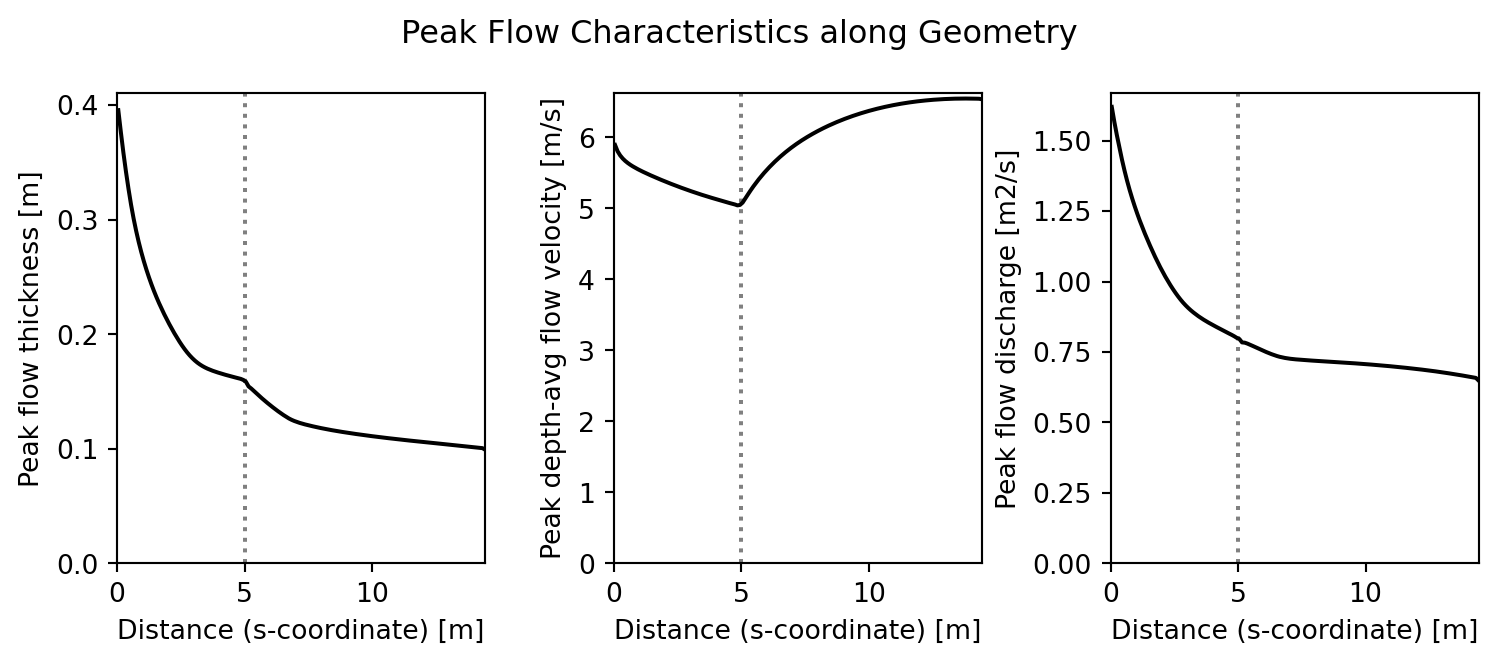 Peak Flow Characteristics along Geometry
Peak flow thickness [m]
0.4
0.3
0.2
0.1
0.0
0 5 10
Distance (s-coordinate) [m]
Peak depth-avg flow velocity [m/s]
6
5
4
3
2
1
0
0 5 10
Distance (s-coordinate) [m]
Peak flow discharge [m2/s]
1.50
1.25
1.00
0.75
0.50
0.25
0.00
0 5 10
Distance (s-coordinate) [m]